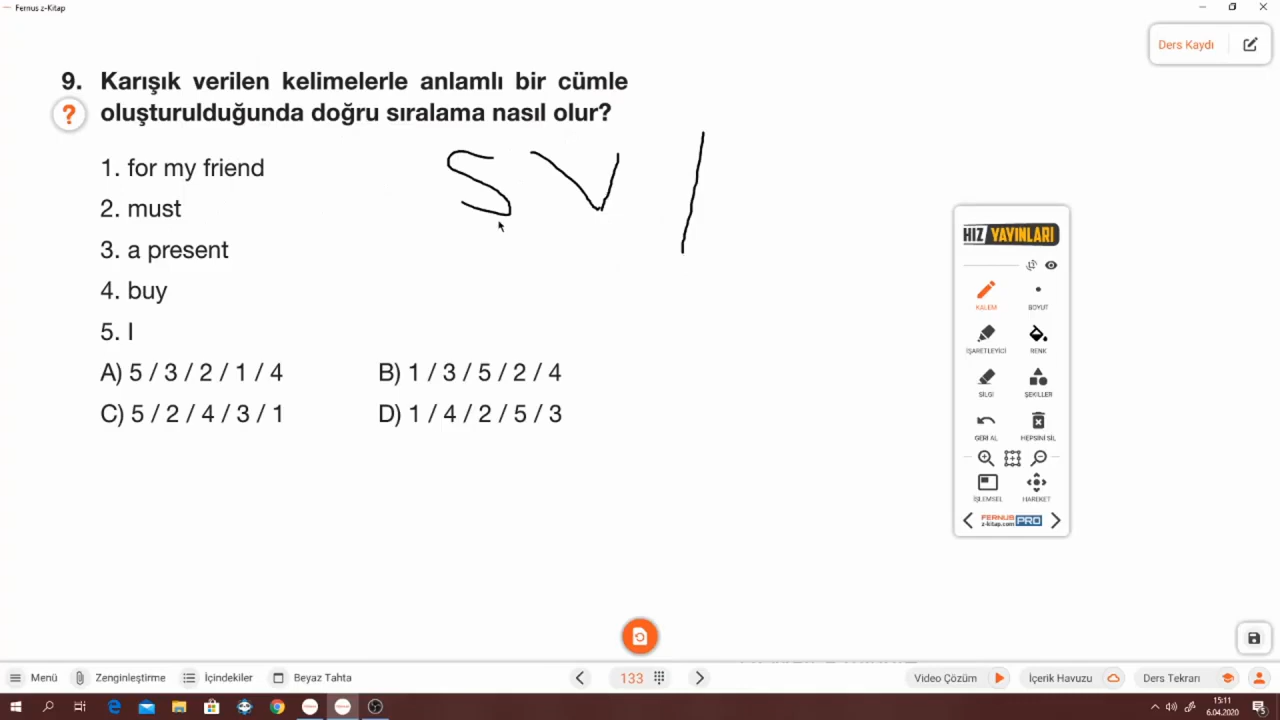 Fernus z-Kitap
Ders Kaydı
9. Karışık verilen kelimelerle anlamlı bir cümle
? oluşturulduğunda doğru sıralama nasıl olur?
S V /
1. for my friend
2. must
3. a present
4. buy
5. I
A) 5 / 3 / 2 / 1 / 4 B) 1 / 3 / 5 / 2 / 4
C) 5 / 2 / 4 / 3 / 1 D) 1 / 4 / 2 / 5 / 3
HIZ YAYINLARI
KALEM BOYUT
İŞARETLEYİCİ RENK
SİLGİ ŞEKİLLER
GERİ AL HEPSİNİ SİL
İŞLEMSEL HAREKET
FERNUS z-kitap.com PRO
Menü Zenginleştirme İçindekiler Beyaz Tahta 133 Video Çözüm İçerik Havuzu Ders Tekrarı
15:11
6.04.2020